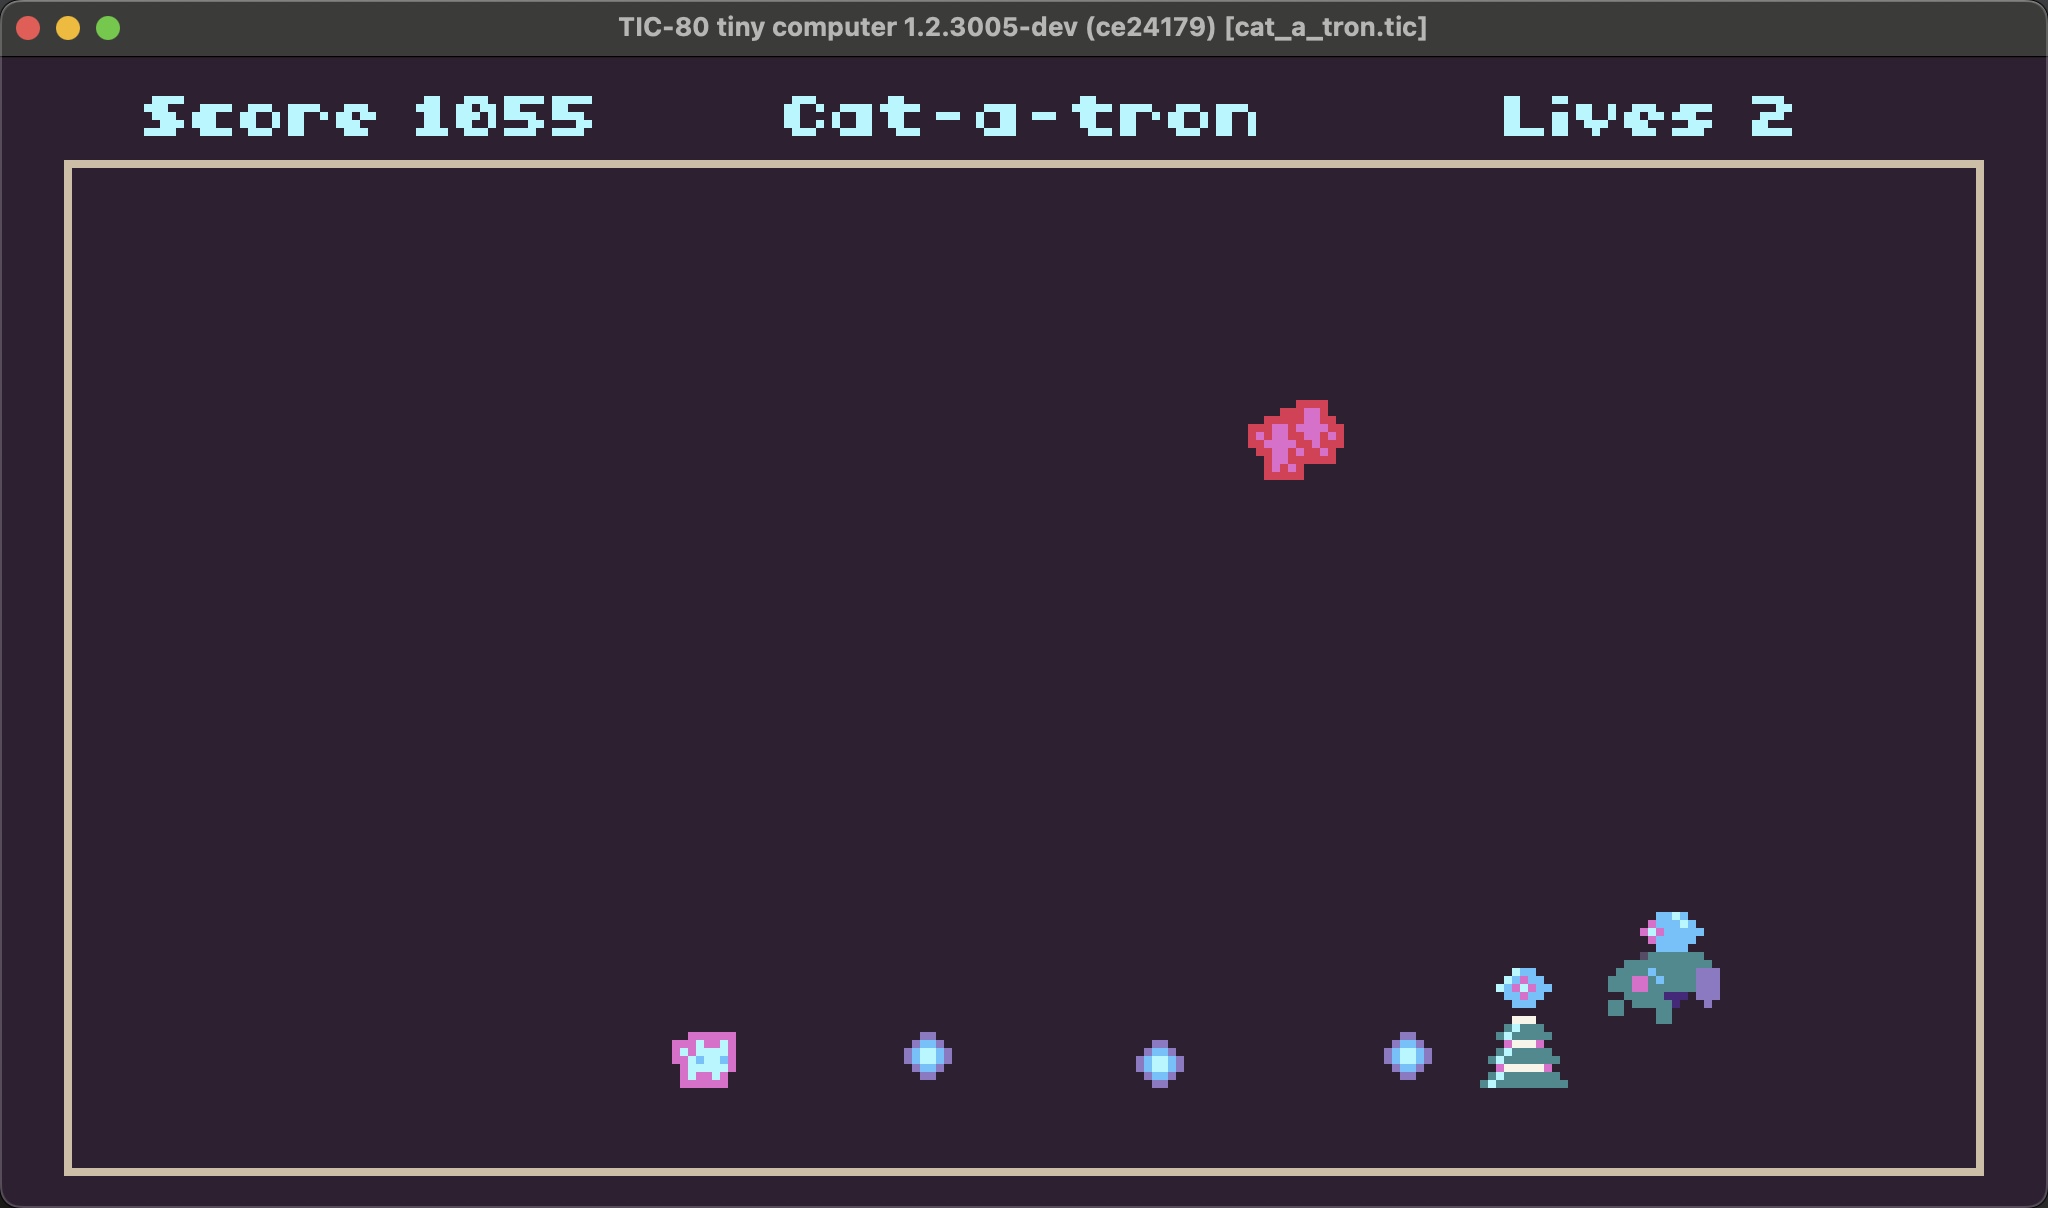 TIC-80 tiny computer 1.2.3005-dev (ce24179) [cat_a_tron.tic]
Score 1055 Cat-a-tron Lives 2